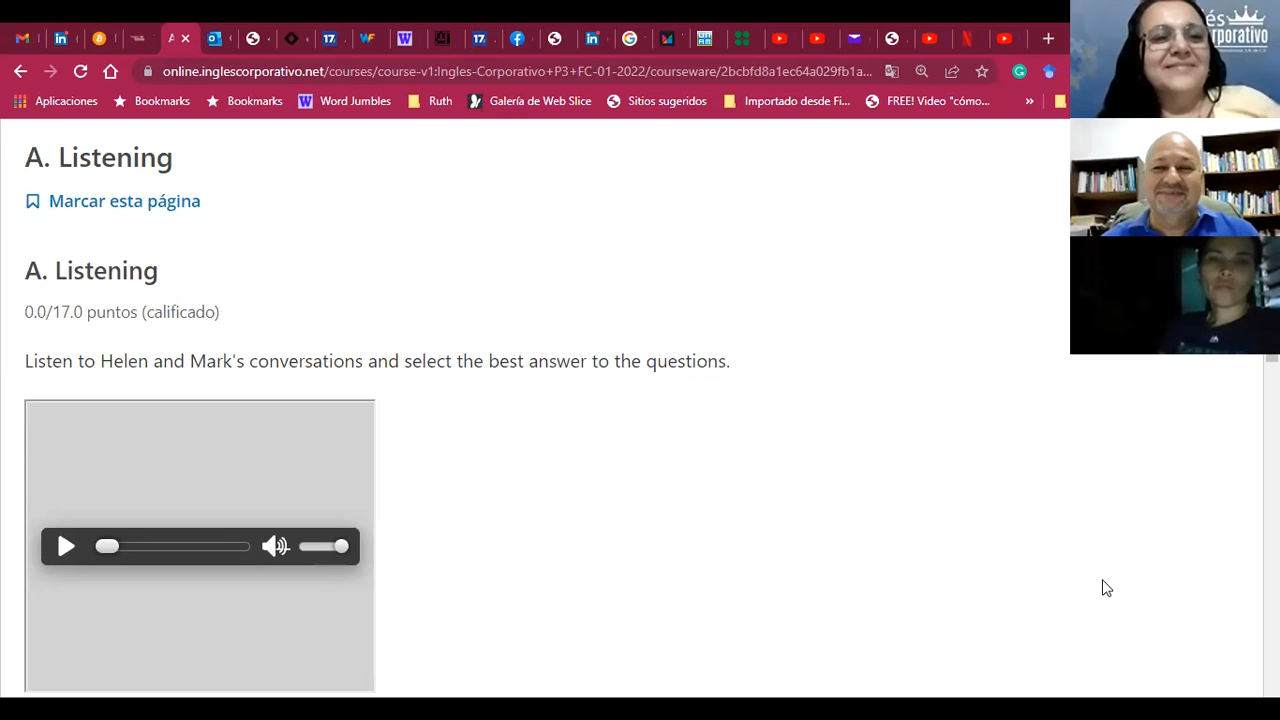 online.inglescorporativo.net/courses/course-v1:Ingles-Corporativo+P3+FC-01-2022/courseware/2bcbfd8a1ec64a029fb1a...
Aplicaciones
Bookmarks
Bookmarks
Word Jumbles
Ruth
Galería de Web Slice
Sitios sugeridos
Importado desde Fi...
FREE! Video "cómo...
»
A. Listening
Marcar esta página
A. Listening
0.0/17.0 puntos (calificado)
Listen to Helen and Mark's conversations and select the best answer to the questions.